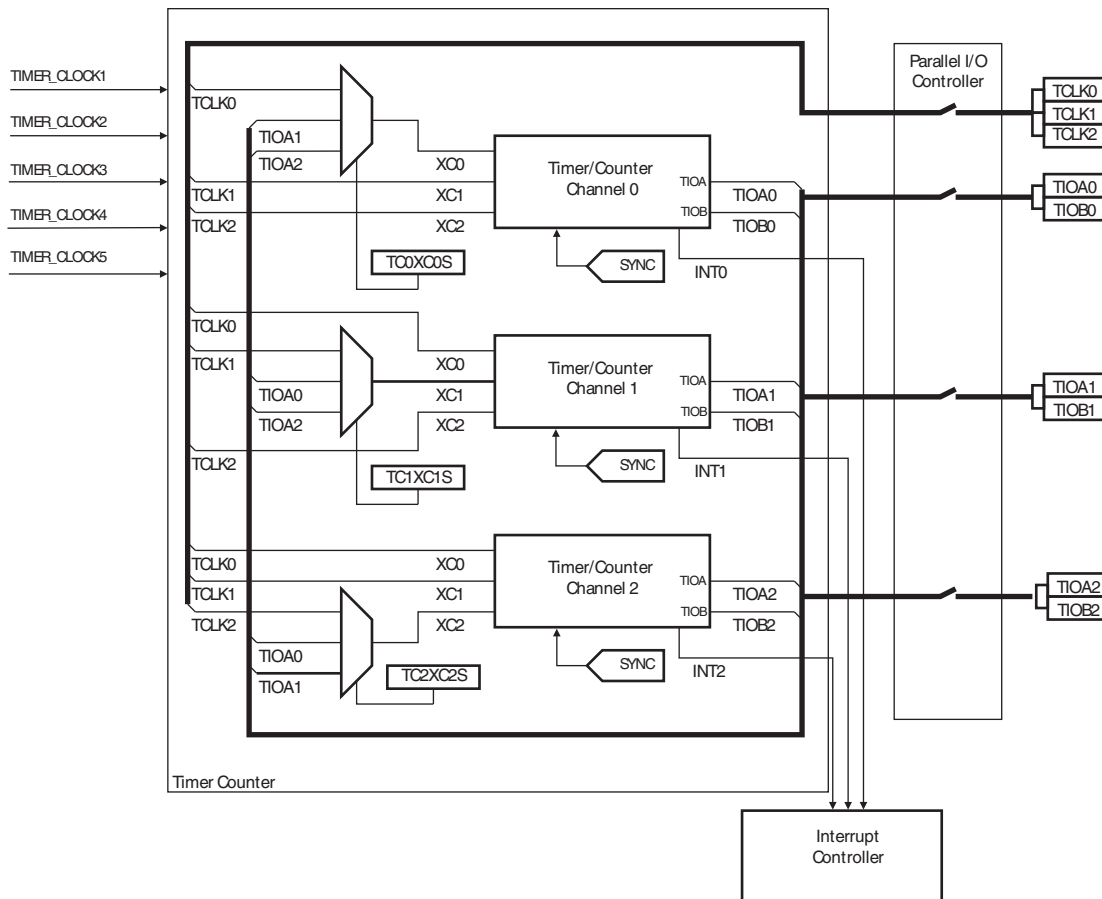 Parallel I/O
Controller
TIMER_CLOCK1
TCLK0
TCLK0
TIOA1
TCLK1
TIMER_CLOCK2
TCLK2
TIOA2
XC0
Timer/Counter
Channel 0
TIMER_CLOCK3
TIOA
TIOA0
TIOA0
TCLK1
XC1
TIOB
TIOB0
TIMER_CLOCK4
TCLK2
XC2
TIOB0
TIMER_CLOCK5
TC0XC0S
SYNC
INT0
TCLK0
TCLK1
XC0
Timer/Counter
Channel 1
TIOA
TIOA1
TIOA0
XC1
TIOA1
TIOB
TIOB1
TIOA2
XC2
TIOB1
TCLK2
TC1XC1S
SYNC
INT1
TCLK0
XC0
Timer/Counter
Channel 2
TIOA
TIOA2
TCLK1
XC1
TIOA2
TIOB
TIOB2
TCLK2
XC2
TIOB2
TIOA0
TIOA1
TC2XC2S
SYNC
INT2
Timer Counter
Interrupt
Controller